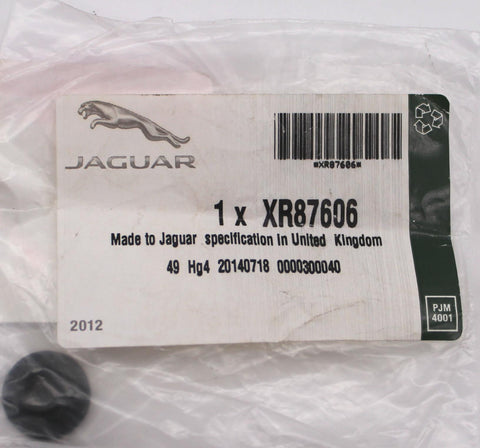 JAGUAR
*XR87606*
1 x XR87606
Made to Jaguar specification in United Kingdom
49 Hg4 20140718 0000300040
2012
PJM
4001